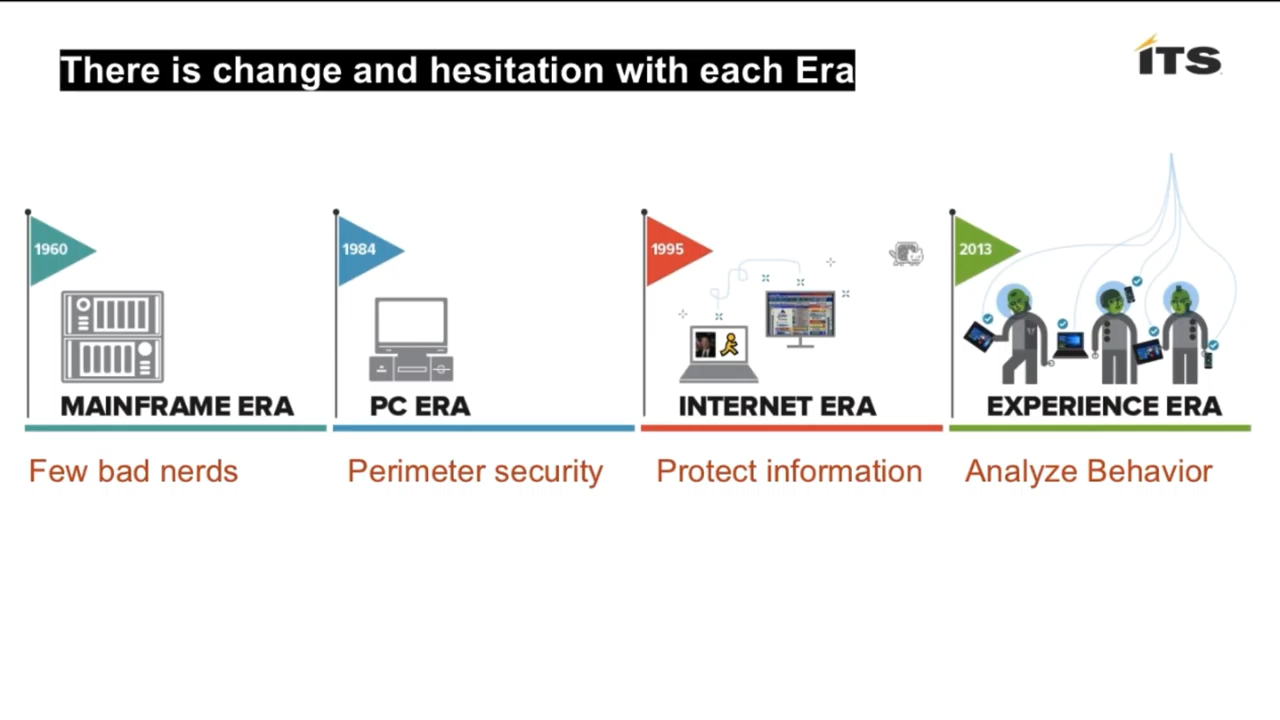 There is change and hesitation with each Era
iTS
1960
1984
1995
2013
MAINFRAME ERA
PC ERA
INTERNET ERA
EXPERIENCE ERA
Few bad nerds
Perimeter security
Protect information
Analyze Behavior